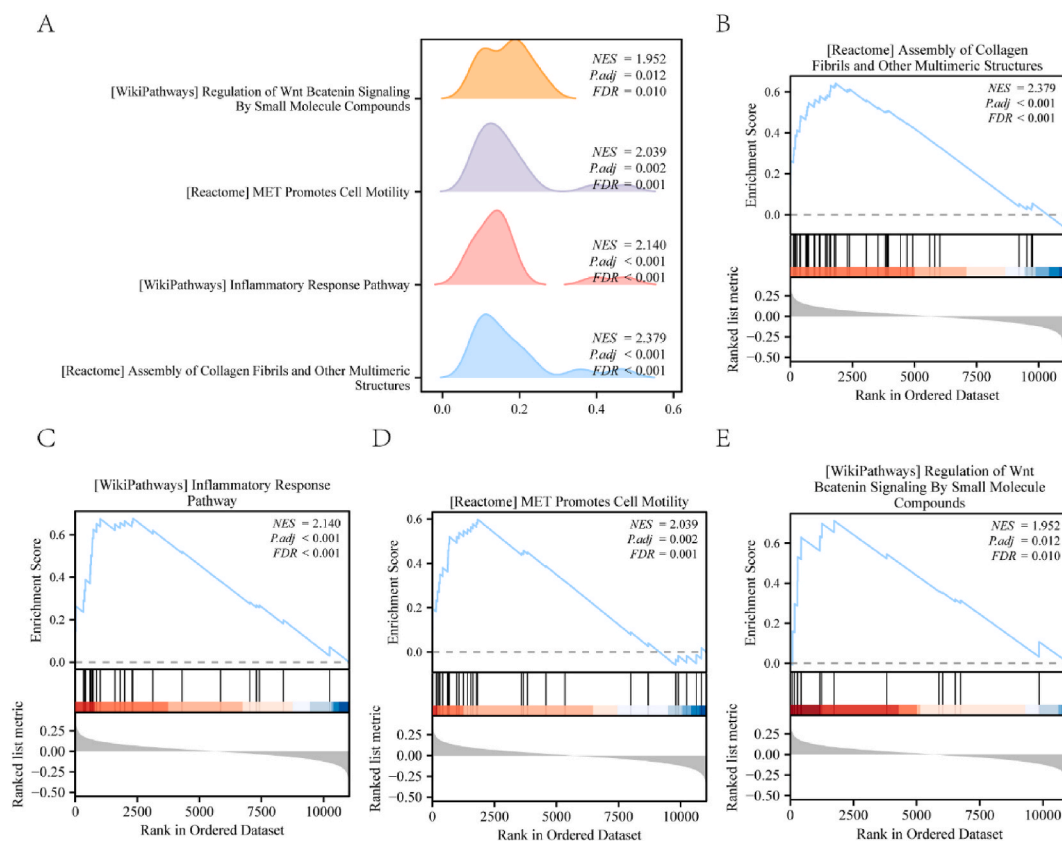 A
[WikiPathways] Regulation of Wnt Bcatenin Signaling
By Small Molecule Compounds
NES = 1.952
P.adj = 0.012
FDR = 0.010
[Reactome] MET Promotes Cell Motility
NES = 2.039
P.adj = 0.002
FDR = 0.001
[WikiPathways] Inflammatory Response Pathway
NES = 2.140
P.adj < 0.001
FDR < 0.001
[Reactome] Assembly of Collagen Fibrils and Other Multimeric
Structures
NES = 2.379
P.adj < 0.001
FDR < 0.001
0.0 0.2 0.4 0.6
B
[Reactome] Assembly of Collagen
Fibrils and Other Multimeric Structures
NES = 2.379
P.adj < 0.001
FDR < 0.001
Enrichment Score
0.6
0.4
0.2
0.0
Ranked list metric
0.25
0.00
−0.25
−0.50
0 2500 5000 7500 10000
Rank in Ordered Dataset
C
[WikiPathways] Inflammatory Response
Pathway
NES = 2.140
P.adj < 0.001
FDR < 0.001
Enrichment Score
0.6
0.4
0.2
0.0
Ranked list metric
0.25
0.00
−0.25
−0.50
0 2500 5000 7500 10000
Rank in Ordered Dataset
D
[Reactome] MET Promotes Cell Motility
NES = 2.039
P.adj = 0.002
FDR = 0.001
Enrichment Score
0.6
0.4
0.2
0.0
Ranked list metric
0.25
0.00
−0.25
−0.50
0 2500 5000 7500 10000
Rank in Ordered Dataset
E
[WikiPathways] Regulation of Wnt
Bcatenin Signaling By Small Molecule
Compounds
NES = 1.952
P.adj = 0.012
FDR = 0.010
Enrichment Score
0.6
0.4
0.2
0.0
Ranked list metric
0.25
0.00
−0.25
−0.50
0 2500 5000 7500 10000
Rank in Ordered Dataset